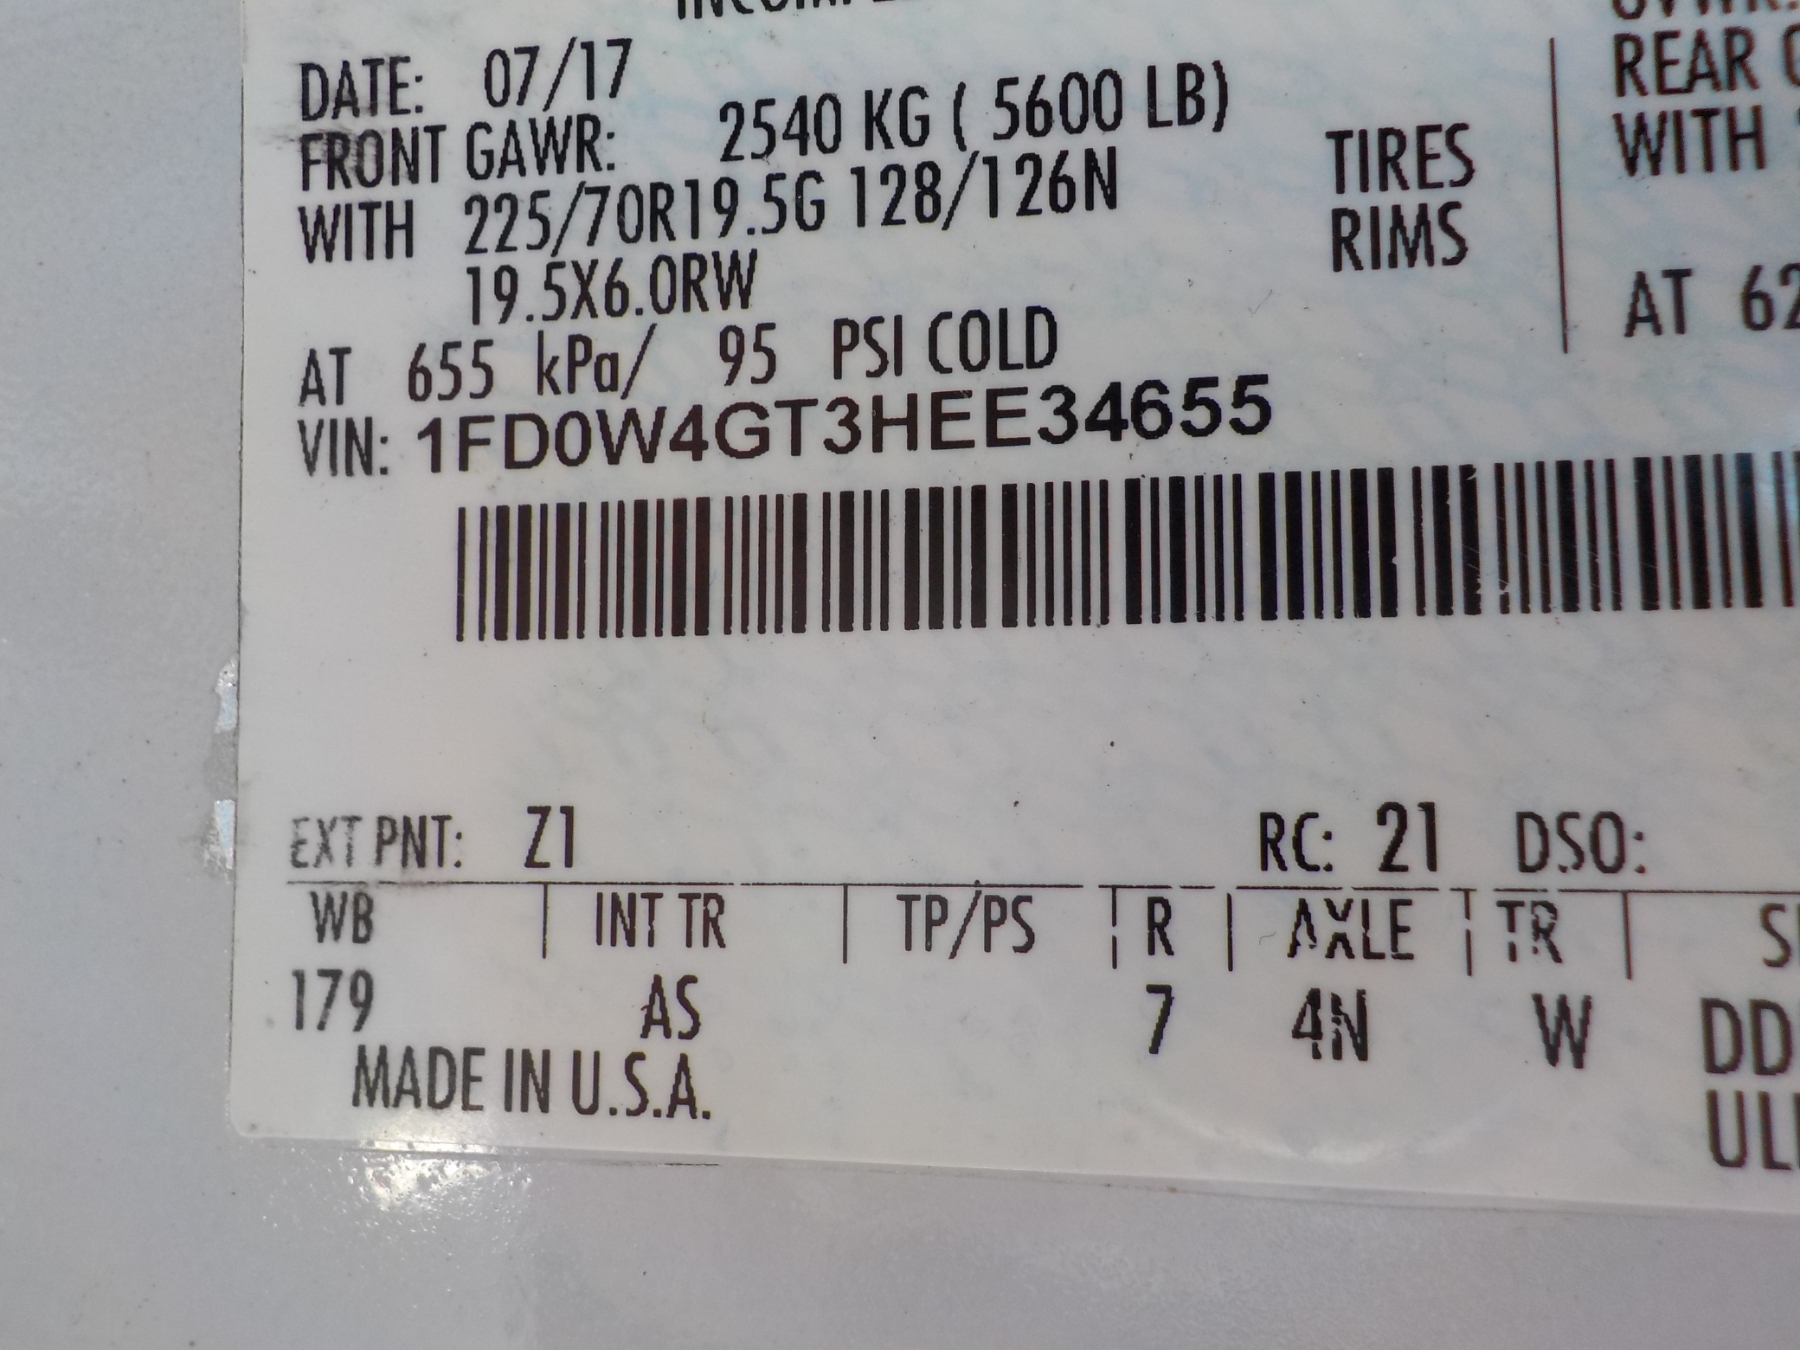 DATE: 07/17
FRONT GAWR: 2540 KG ( 5600 LB)
WITH 225/70R19.5G 128/126N TIRES
19.5X6.0RW RIMS
AT 655 kPa/ 95 PSI COLD
REAR
WITH
AT 62
VIN: 1FD0W4GT3HEE34655
EXT PNT: Z1 RC: 21 DSO:
WB INT TR TP/PS R AXLE TR
179 AS 7 4N W DD
MADE IN U.S.A.